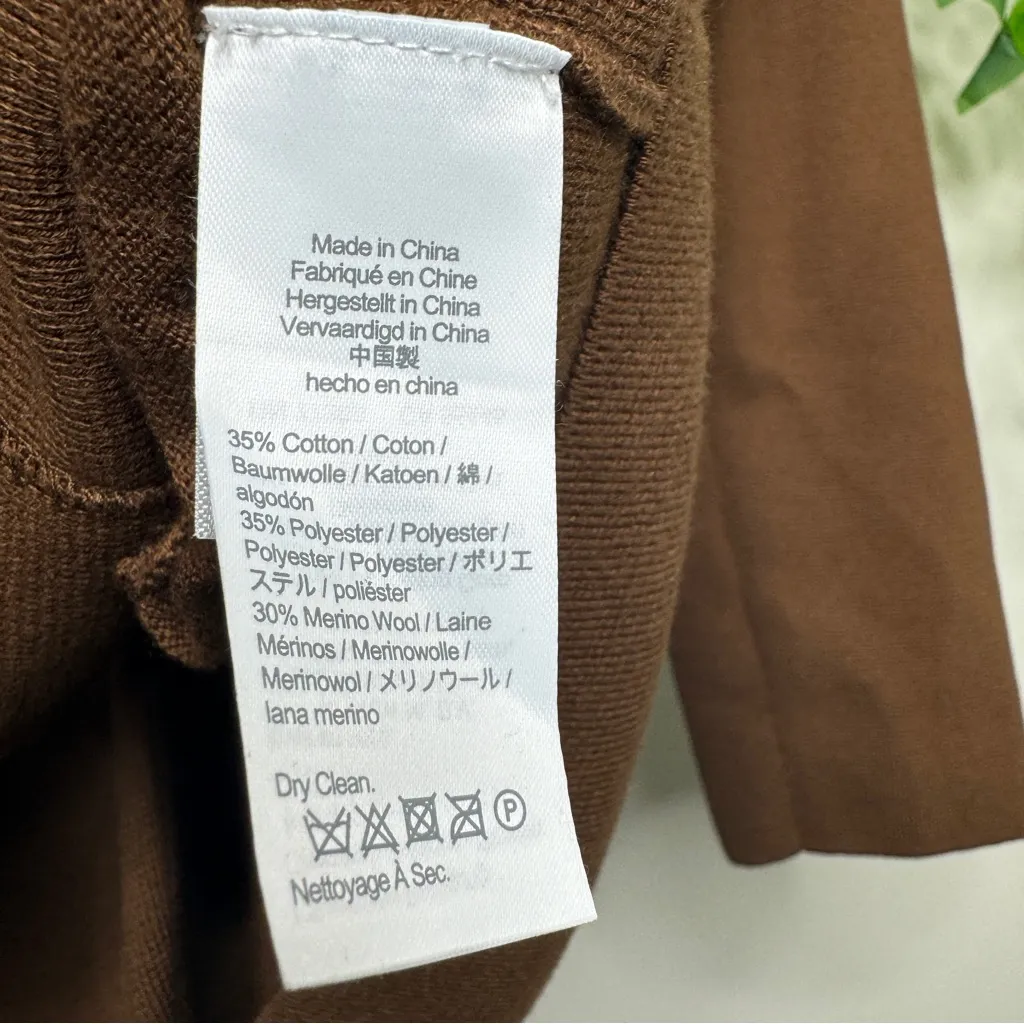 Made in China
Fabriqué en Chine
Hergestellt in China
Vervaardigd in China
中国製
hecho en china
35% Cotton / Coton /
Baumwolle / Katoen / 綿 /
algodón
35% Polyester / Polyester /
Polyester / Polyester / ポリエ
ステル / poliéster
30% Merino Wool / Laine
Mérinos / Merinowolle /
Merinowol / メリノウール /
lana merino
Dry Clean.
P
Nettoyage À Sec.